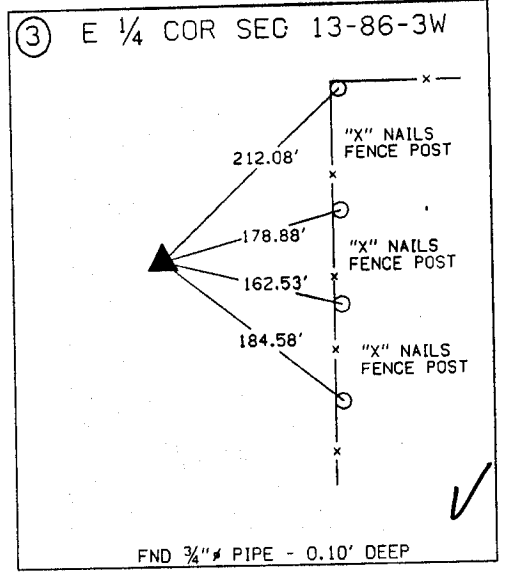 3 E 1/4 COR SEC 13-86-3W
"X" NAILS
FENCE POST
212.08'
178.88'
"X" NAILS
FENCE POST
162.53'
184.58'
"X" NAILS
FENCE POST
FND 3/4"ø PIPE - 0.10' DEEP